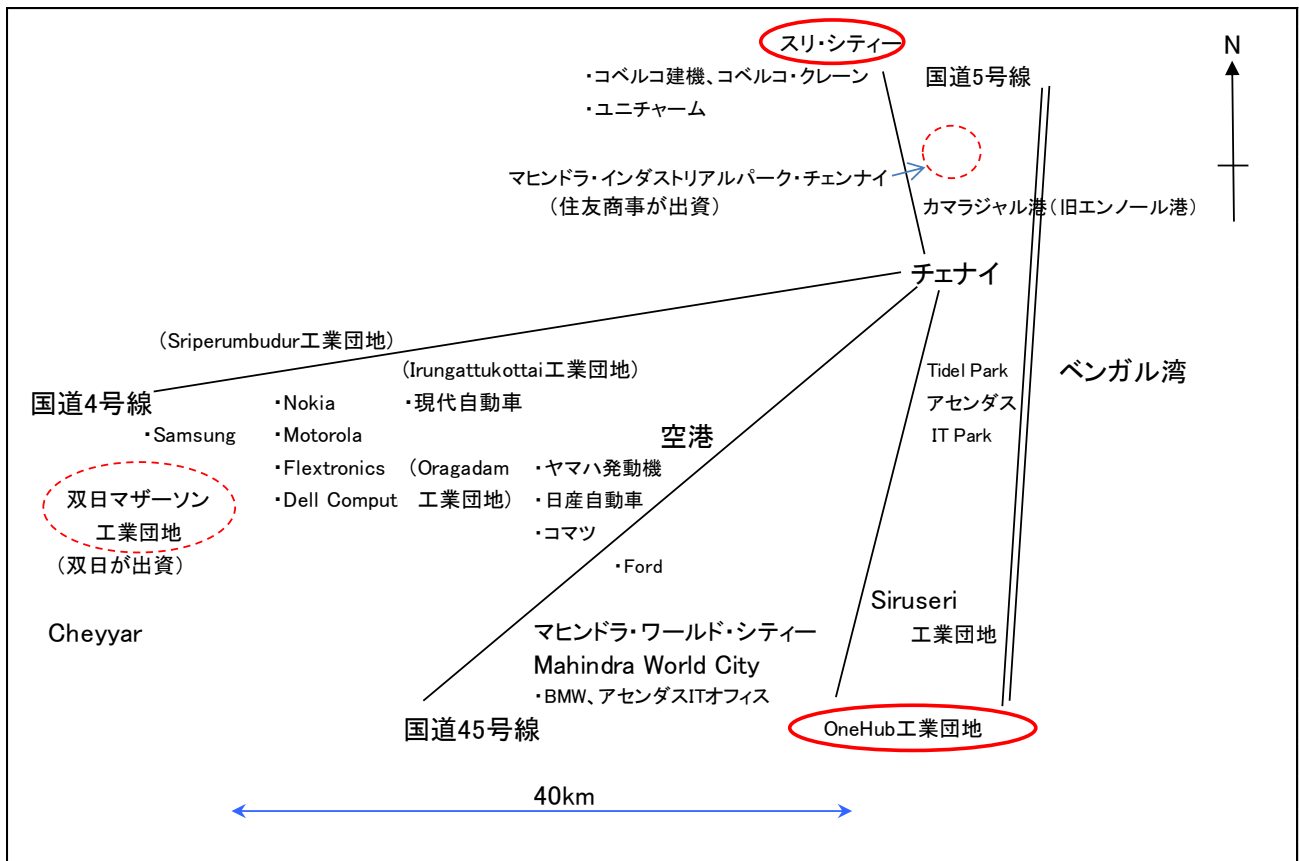 スリ・シティー
N
・コベルコ建機、コベルコ・クレーン
国道5号線
・ユニチャーム
マヒンドラ・インダストリアルパーク・チェンナイ
（住友商事が出資）
カマラジャル港（旧エンノール港）
チェナイ
（Sriperumbudur工業団地）
（Irungattukottai工業団地）
Tidel Park
ベンガル湾
国道4号線
・Nokia
・現代自動車
アセンダス
・Samsung
・Motorola
空港
IT Park
・Flextronics
（Oragadam
・ヤマハ発動機
双日マザーソン
・Dell Comput
工業団地）
・日産自動車
工業団地
・コマツ
（双日が出資）
・Ford
Siruseri
Cheyyar
マヒンドラ・ワールド・シティー
工業団地
Mahindra World City
・BMW、アセンダスITオフィス
国道45号線
OneHub工業団地
40km